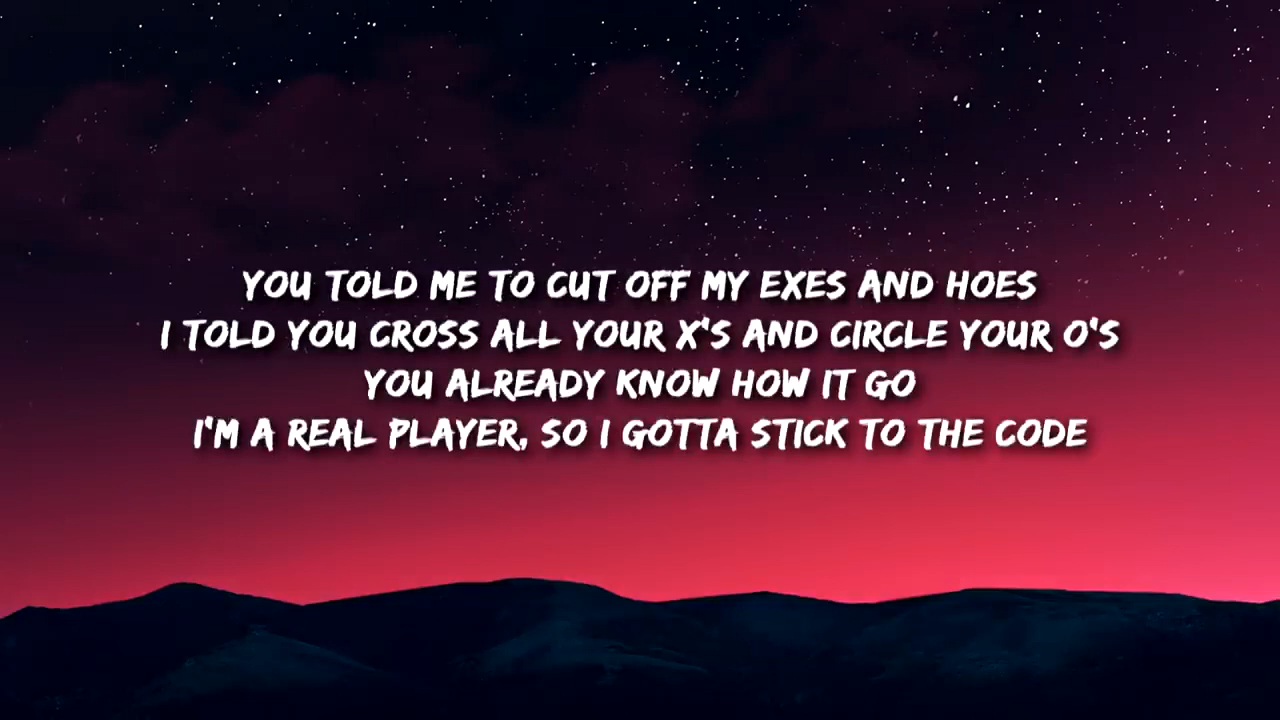 YOU TOLD ME TO CUT OFF MY EXES AND HOES
I TOLD YOU CROSS ALL YOUR X'S AND CIRCLE YOUR O'S
YOU ALREADY KNOW HOW IT GO
I'M A REAL PLAYER, SO I GOTTA STICK TO THE CODE